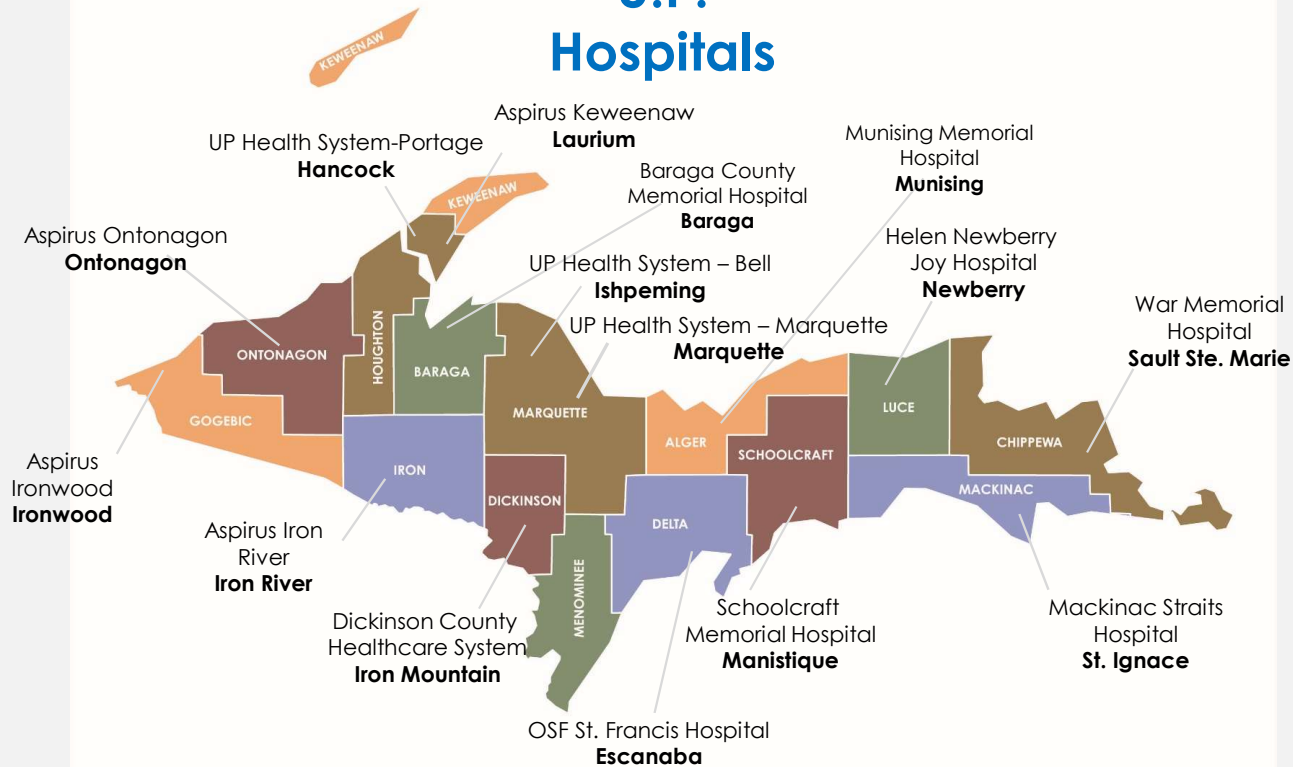 U.P.
Hospitals
KEWEENAW
Aspirus Keweenaw
Laurium
UP Health System-Portage
Hancock
Munising Memorial
Hospital
Munising
Baraga County
Memorial Hospital
Baraga
KEWEENAW
Aspirus Ontonagon
Ontonagon
Helen Newberry
Joy Hospital
Newberry
UP Health System – Bell
Ishpeming
War Memorial
Hospital
Sault Ste. Marie
UP Health System – Marquette
Marquette
ONTONAGON
HOUGHTON
BARAGA
GOGEBIC
MARQUETTE
ALGER
LUCE
SCHOOLCRAFT
CHIPPEWA
IRON
DICKINSON
DELTA
MACKINAC
MENOMINEE
Aspirus
Ironwood
Ironwood
Aspirus Iron
River
Iron River
Dickinson County
Healthcare System
Iron Mountain
Schoolcraft
Memorial Hospital
Manistique
Mackinac Straits
Hospital
St. Ignace
OSF St. Francis Hospital
Escanaba